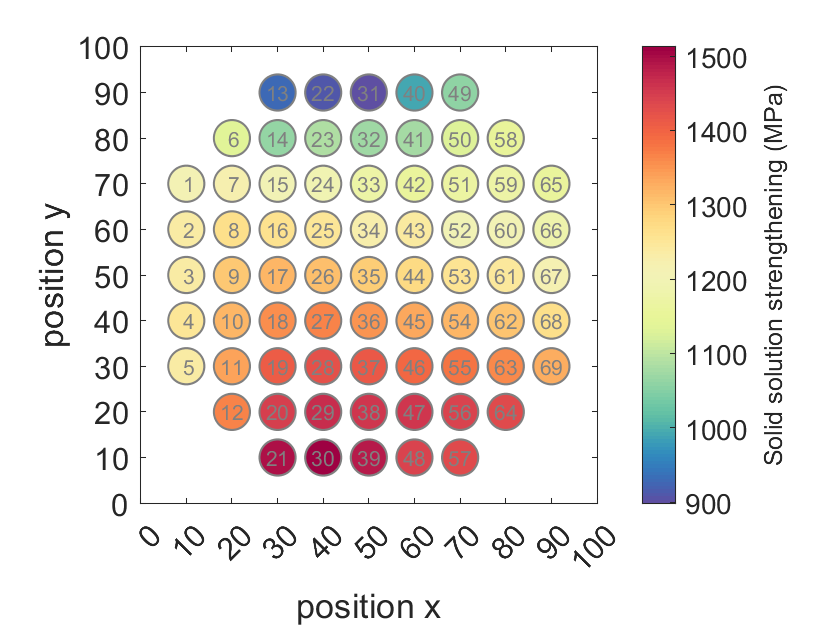 100
90
80
70
60
50
40
30
20
10
0
position y
13 22 31 40 49
6 14 23 32 41 50 58
1 7 15 24 33 42 51 59 65
2 8 16 25 34 43 52 60 66
3 9 17 26 35 44 53 61 67
4 10 18 27 36 45 54 62 68
5 11 19 28 37 46 55 63 69
12 20 29 38 47 56 64
21 30 39 48 57
0 10 20 30 40 50 60 70 80 90 100
position x
1500
1400
1300
1200
1100
1000
900
Solid solution strengthening (MPa)